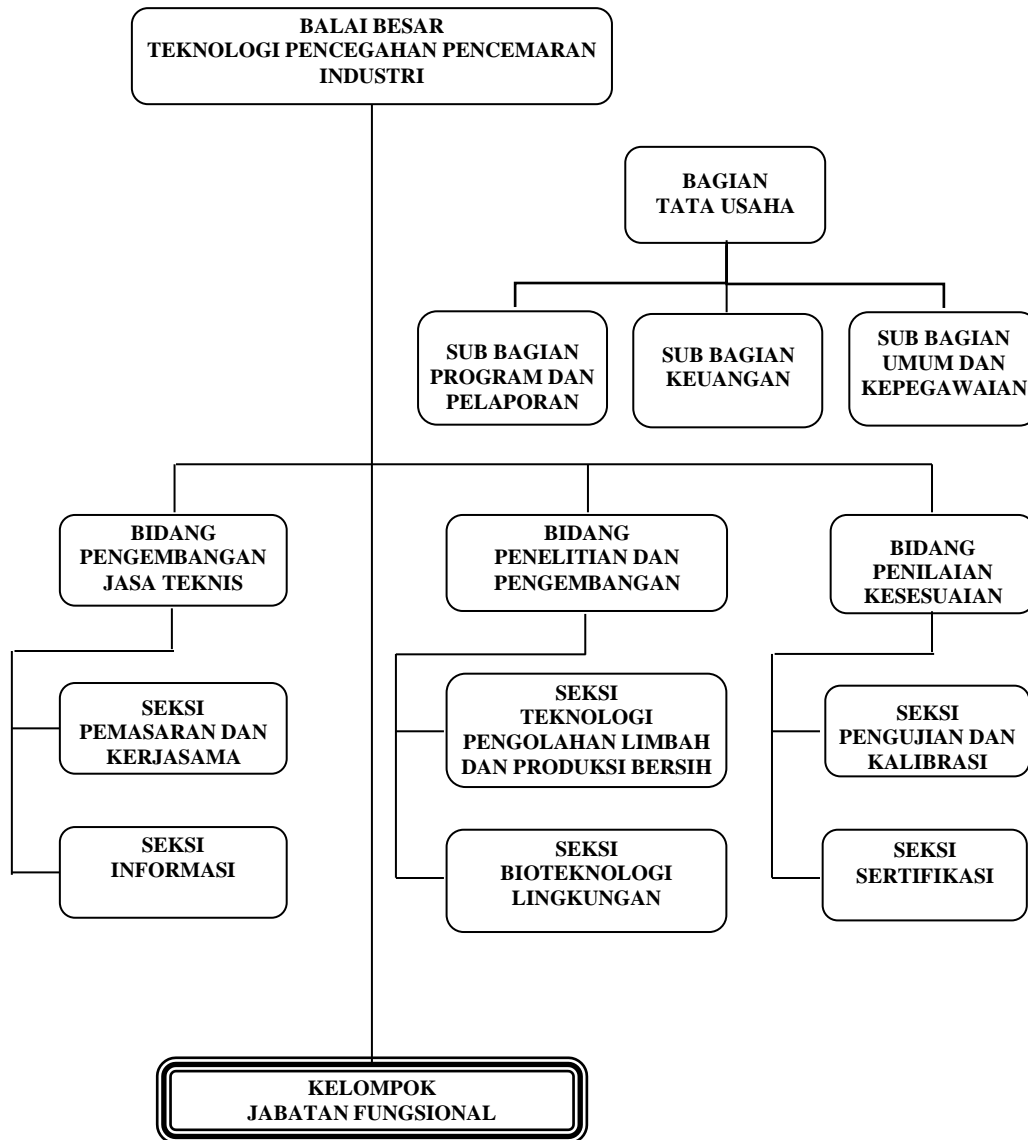 BALAI BESAR
TEKNOLOGI PENCEGAHAN PENCEMARAN
INDUSTRI
BAGIAN
TATA USAHA
SUB BAGIAN
PROGRAM DAN
PELAPORAN
SUB BAGIAN
KEUANGAN
SUB BAGIAN
UMUM DAN
KEPEGAWAIAN
BIDANG
PENGEMBANGAN
JASA TEKNIS
BIDANG
PENELITIAN DAN
PENGEMBANGAN
BIDANG
PENILAIAN
KESESUAIAN
SEKSI
PEMASARAN DAN
KERJASAMA
SEKSI
TEKNOLOGI
PENGOLAHAN LIMBAH
DAN PRODUKSI BERSIH
SEKSI
PENGUJIAN DAN
KALIBRASI
SEKSI
INFORMASI
SEKSI
BIOTEKNOLOGI
LINGKUNGAN
SEKSI
SERTIFIKASI
KELOMPOK
JABATAN FUNGSIONAL